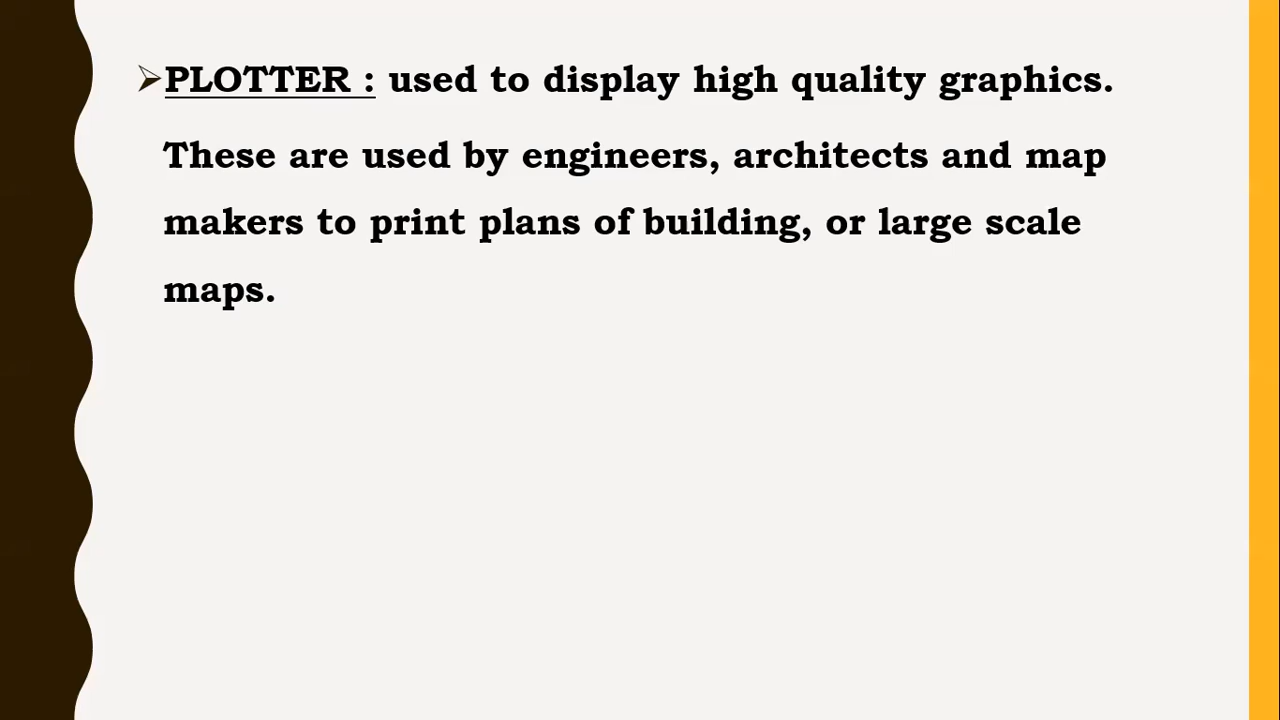 ➢PLOTTER : used to display high quality graphics.
These are used by engineers, architects and map
makers to print plans of building, or large scale
maps.